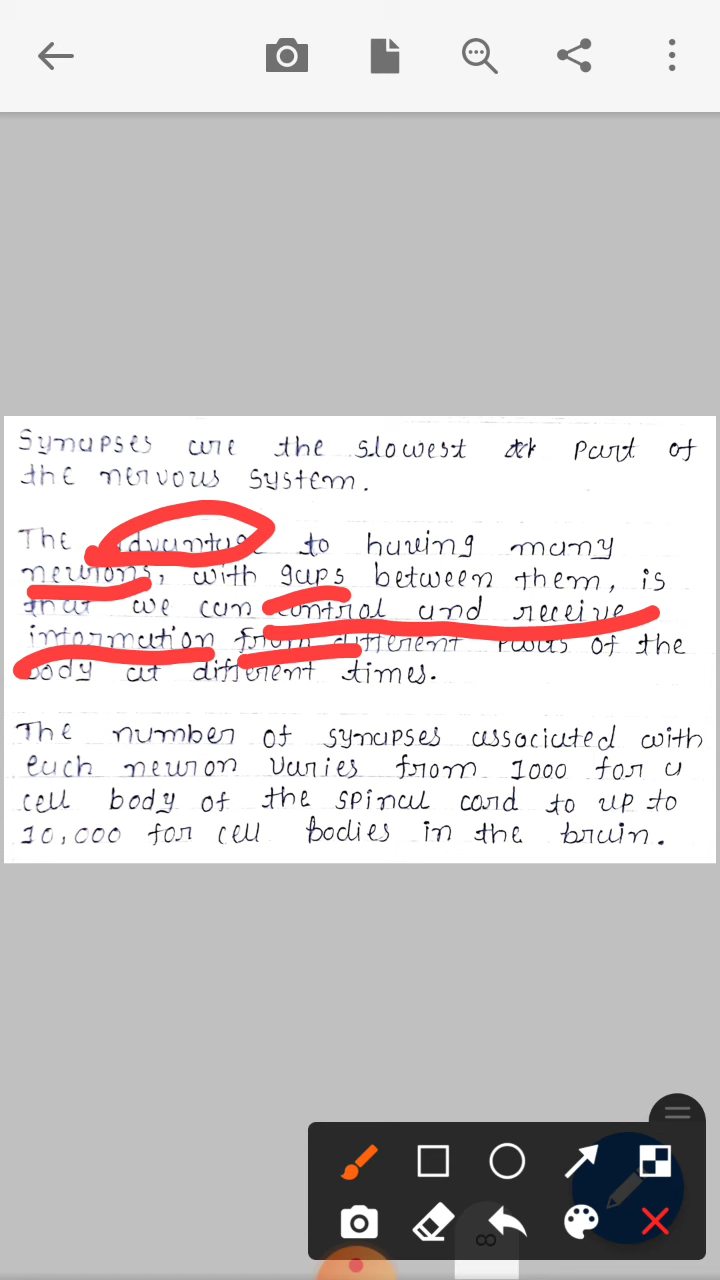 Synapses are the slowest part of
the nervous system.
The advantage to having many
neurons, with gaps between them, is
that we can control and receive
information from different parts of the
body at different times.
The number of synapses associated with
each neuron varies from 1000 for a
cell body of the spinal cord to up to
10,000 for cell bodies in the brain.